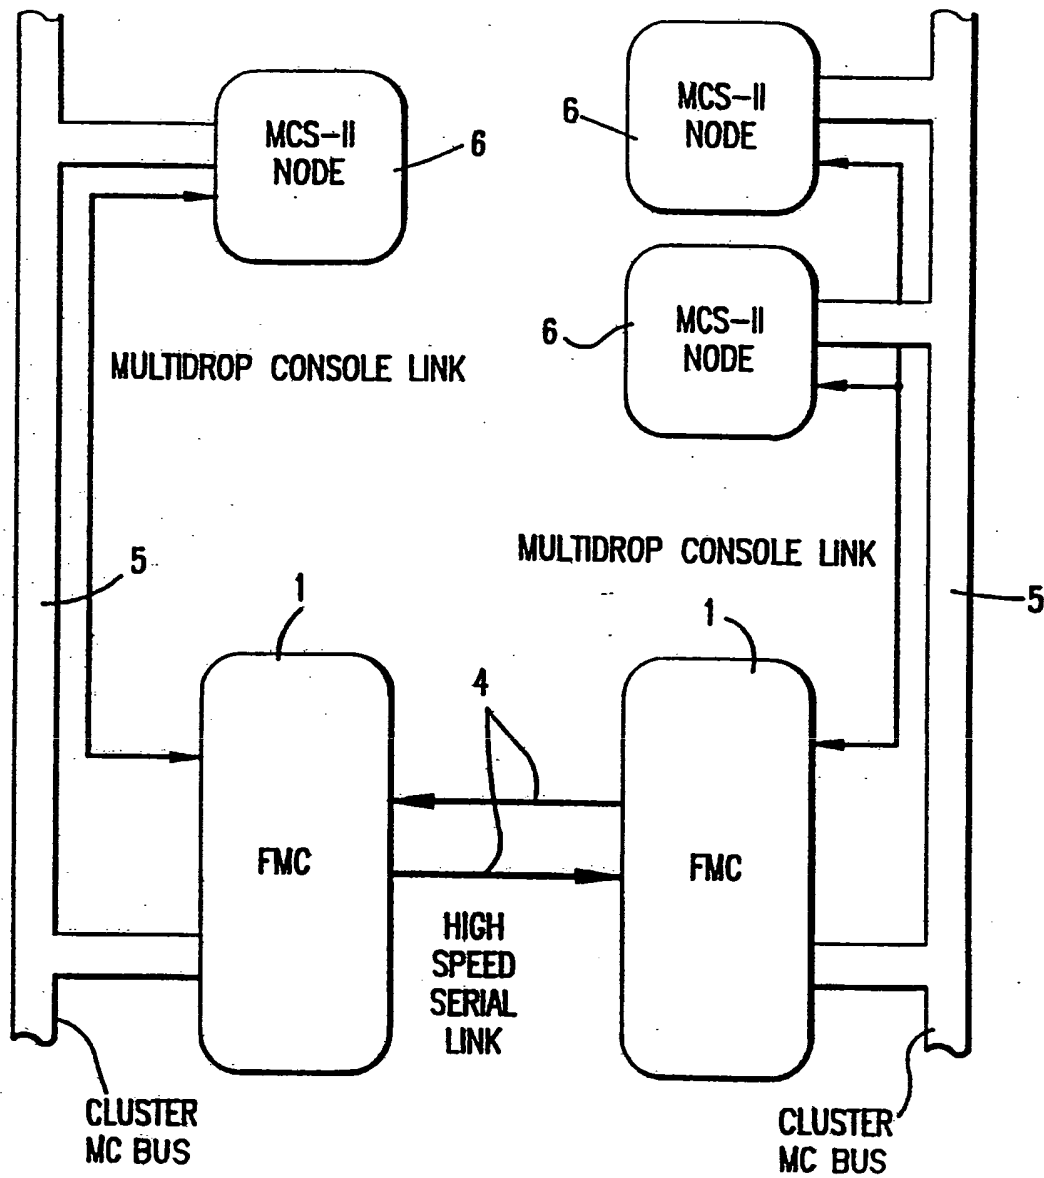 MCS-II
NODE
6
MCS-II
NODE
6
MCS-II
NODE
6
MULTIDROP CONSOLE LINK
MULTIDROP CONSOLE LINK
5
5
1
1
4
FMC
FMC
HIGH
SPEED
SERIAL
LINK
CLUSTER
MC BUS
CLUSTER
MC BUS